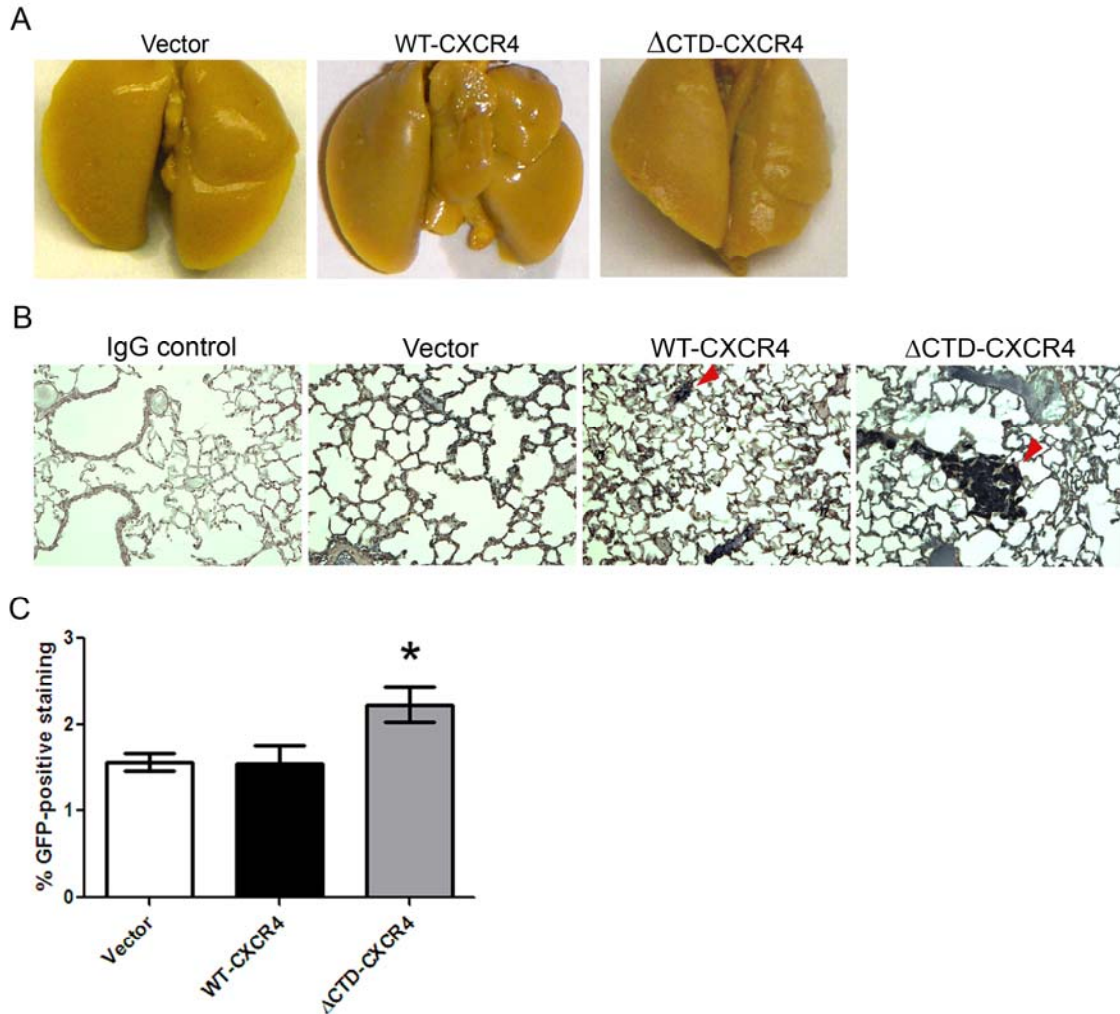 A
Vector WT-CXCR4 ΔCTD-CXCR4
B
IgG control Vector WT-CXCR4 ΔCTD-CXCR4
C
% GFP-positive staining
3
*
2
1
0
Vector
WT-CXCR4
ΔCTD-CXCR4